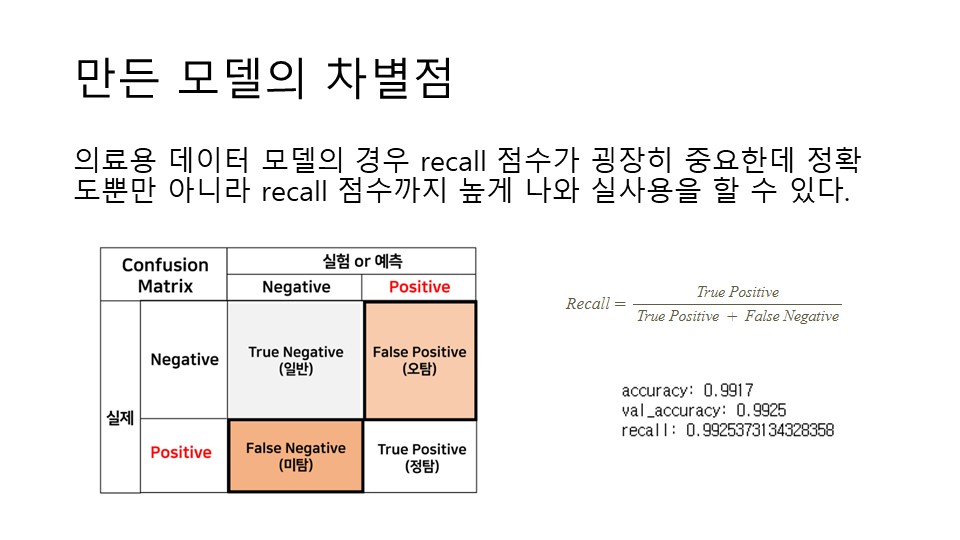 만든 모델의 차별점
의료용 데이터 모델의 경우 recall 점수가 굉장히 중요한데 정확
도뿐만 아니라 recall 점수까지 높게 나와 실사용을 할 수 있다.
Confusion
Matrix
실험 or 예측
Negative
Positive
실제
Negative
True Negative
(일반)
False Positive
(오탐)
Positive
False Negative
(미탐)
True Positive
(정탐)
Recall = True Positive
True Positive + False Negative
accuracy: 0.9917
val_accuracy: 0.9925
recall: 0.9925373134328358